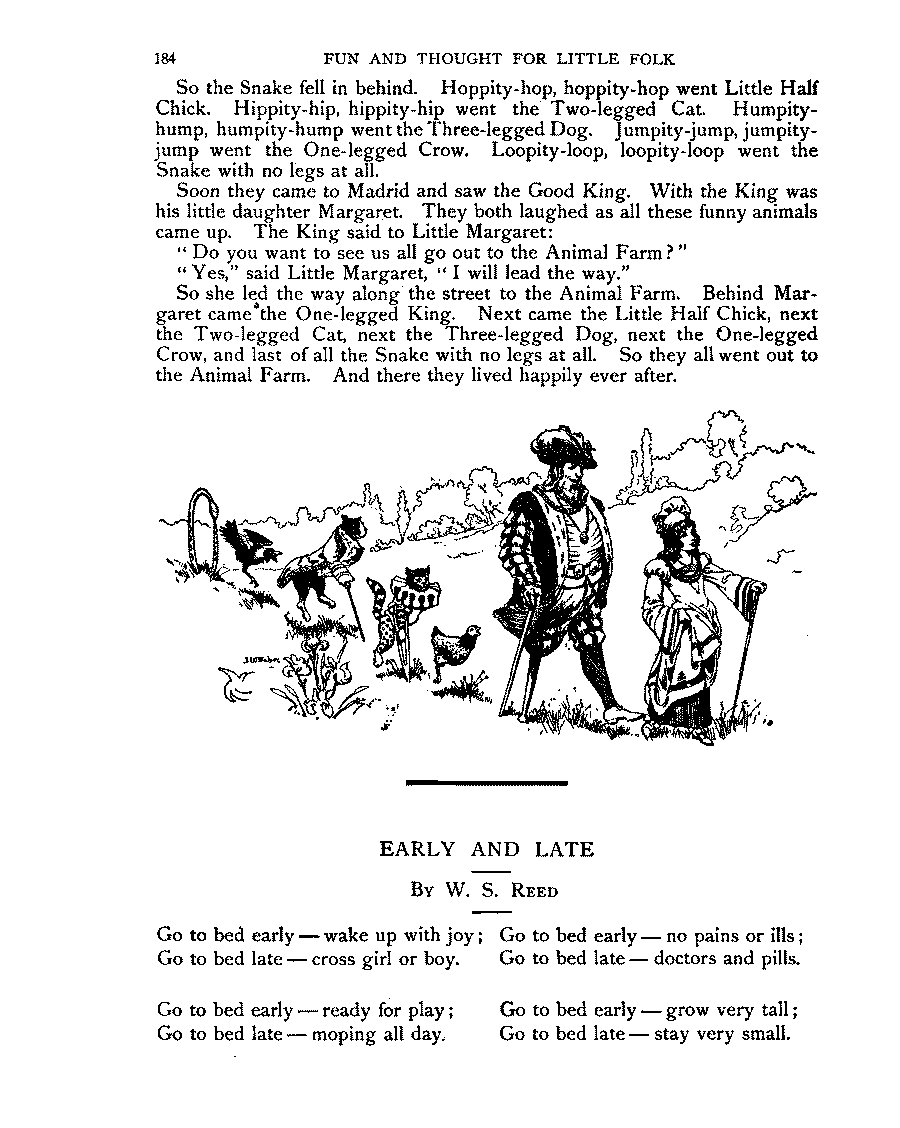 184 FUN AND THOUGHT FOR LITTLE FOLK
So the Snake fell in behind. Hoppity-hop, hoppity-hop went Little Half
Chick. Hippity-hip, hippity-hip went the Two-legged Cat. Humpity-
hump, humpity-hump went the Three-legged Dog. Jumpity-jump, jumpity-
jump went the One-legged Crow. Loopity-loop, loopity-loop went the
Snake with no legs at all.
Soon they came to Madrid and saw the Good King. With the King was
his little daughter Margaret. They both laughed as all these funny animals
came up. The King said to Little Margaret:
“ Do you want to see us all go out to the Animal Farm ? ”
“ Yes,” said Little Margaret, “ I will lead the way.”
So she led the way along the street to the Animal Farm. Behind Mar-
garet came the One-legged King. Next came the Little Half Chick, next
the Two-legged Cat, next the Three-legged Dog, next the One-legged
Crow, and last of all the Snake with no legs at all. So they all went out to
the Animal Farm. And there they lived happily ever after.
EARLY AND LATE
By W. S. Reed
Go to bed early — wake up with joy ;
Go to bed late — cross girl or boy.
Go to bed early — ready for play ;
Go to bed late — moping all day.
Go to bed early — no pains or ills ;
Go to bed late — doctors and pills.
Go to bed early — grow very tall ;
Go to bed late — stay very small.